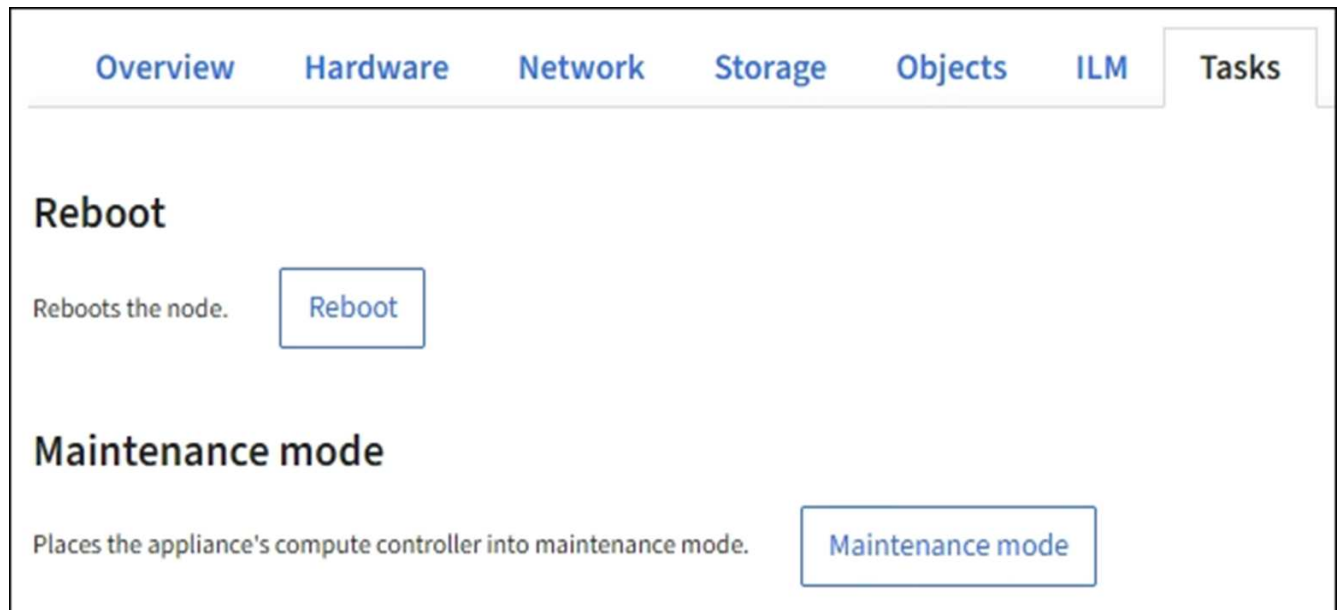 Overview Hardware Network Storage Objects ILM Tasks
Reboot
Reboots the node. Reboot
Maintenance mode
Places the appliance's compute controller into maintenance mode. Maintenance mode